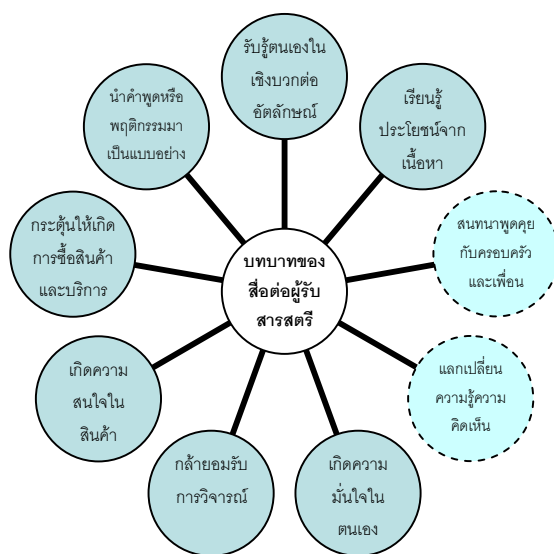 รับรู้ตนเองใน
เชิงบวกต่อ
อัตลักษณ์
เรียนรู้
ประโยชน์จาก
เนื้อหา
สนทนาพูดคุย
กับครอบครัว
และเพื่อน
แลกเปลี่ยน
ความรู้ความ
คิดเห็น
เกิดความ
มั่นใจใน
ตนเอง
กล้ายอมรับ
การวิจารณ์
เกิดความ
สนใจใน
สินค้า
กระตุ้นให้เกิด
การซื้อสินค้า
และบริการ
นำคำพูดหรือ
พฤติกรรมมา
เป็นแบบอย่าง
บทบาทของ
สื่อต่อผู้รับ
สารสตรี